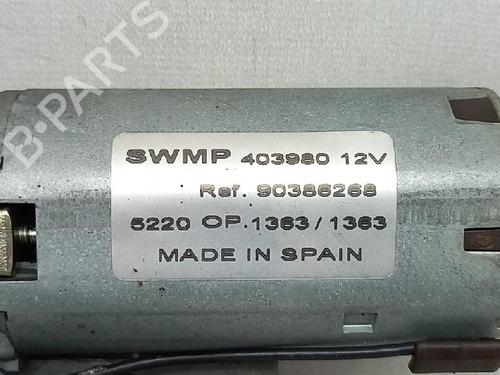 B-PARTS
SWMP 403980 12V
Ref. 90386268
5220 OP.1363/1363
MADE IN SPAIN